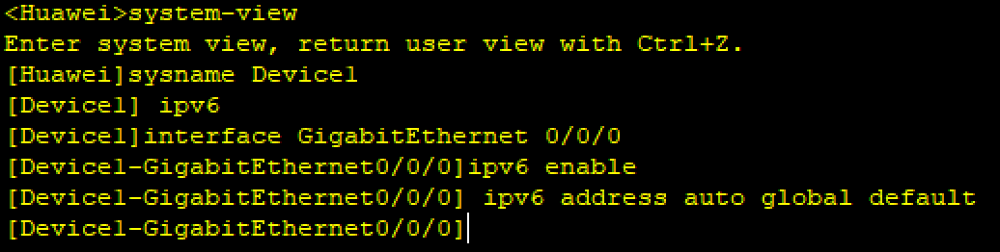 <Huawei>system-view
Enter system view, return user view with Ctrl+Z.
[Huawei]sysname Device1
[Device1] ipv6
[Device1]interface GigabitEthernet 0/0/0
[Device1-GigabitEthernet0/0/0]ipv6 enable
[Device1-GigabitEthernet0/0/0] ipv6 address auto global default
[Device1-GigabitEthernet0/0/0]